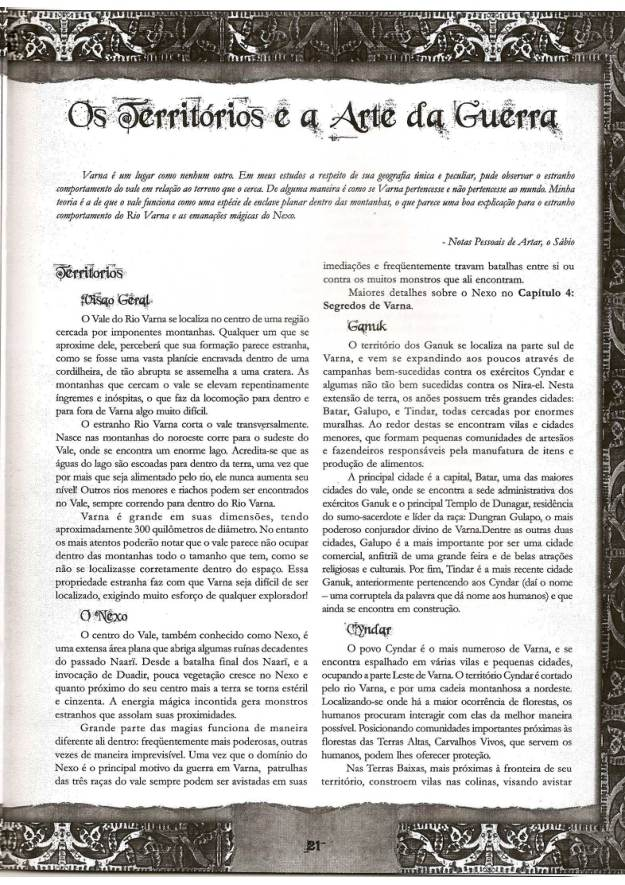 Os Territórios e a Arte da Guerra
Varna é um lugar como nenhum outro. Em meus estudos a respeito de sua geografia única e peculiar, pude observar o estranho
comportamento do vale em relação ao terreno que o cerca. De alguma maneira é como se Varna pertencesse e não pertencesse ao mundo. Minha
teoria é a de que o vale funciona como uma espécie de enclave planar dentro das montanhas, o que parece uma boa explicação para o estranho
comportamento do Rio Varna e as emanações mágicas do Nexo.
- Notas Pessoais de Artar, o Sábio
Territorios
Visao Geral
O Vale do Rio Varna se localiza no centro de uma região
cercada por imponentes montanhas. Qualquer um que se
aproxime dele, perceberá que sua formação parece estranha,
como se fosse uma vasta planície encravada dentro de uma
cordilheira, de tão abrupta se assemelha a uma cratera. As
montanhas que cercam o vale se elevam repentinamente
íngremes e inóspitas, o que faz da locomoção para dentro e
para fora de Varna algo muito difícil.
O estranho Rio Varna corta o vale transversalmente.
Nasce nas montanhas do noroeste corre para o sudeste do
Vale, onde se encontra um enorme lago. Acredita-se que as
águas do lago são escoadas para dentro da terra, uma vez que
por mais que seja alimentado pelo rio, ele nunca aumenta seu
nível! Outros rios menores e riachos podem ser encontrados
no Vale, sempre correndo para dentro do Rio Varna.
Varna é grande em suas dimensões, tendo
aproximadamente 300 quilômetros de diâmetro. No entanto
os mais atentos poderão notar que o vale parece não ocupar
dentro das montanhas todo o tamanho que tem, como se
não se localizasse corretamente dentro do espaço. Essa
propriedade estranha faz com que Varna seja difícil de ser
localizado, exigindo muito esforço de qualquer explorador!
O Nexo
O centro do Vale, também conhecido como Nexo, é
uma extensa área plana que abriga algumas ruínas decadentes
do passado Naarï. Desde a batalha final dos Naarï, e a
invocação de Duadir, pouca vegetação cresce no Nexo e
quanto próximo do seu centro mais a terra se torna estéril
e cinzenta. A energia mágica incontida gera monstros
estranhos que assolam suas proximidades.
Grande parte das magias funciona de maneira
diferente ali dentro: freqüentemente mais poderosas, outras
vezes de maneira imprevisível. Uma vez que o domínio do
Nexo é o principal motivo da guerra em Varna, patrulhas
das três raças do vale sempre podem ser avistadas em suas
imediações e freqüentemente travam batalhas entre si ou
contra os muitos monstros que ali encontram.
Maiores detalhes sobre o Nexo no Capítulo 4:
Segredos de Varna.
Ganuk
O território dos Ganuk se localiza na parte sul de
Varna, e vem se expandindo aos poucos através de
campanhas bem-sucedidas contra os exércitos Cyndar e
algumas não tão bem sucedidas contra os Nira-el. Nesta
extensão de terra, os anões possuem três grandes cidades:
Batar, Galupo, e Tindar, todas cercadas por enormes
muralhas. Ao redor destas se encontram vilas e cidades
menores, que formam pequenas comunidades de artesãos
e fazendeiros responsáveis pela manufatura de itens e
produção de alimentos.
A principal cidade é a capital, Batar, uma das maiores
cidades do vale, onde se encontra a sede administrativa dos
exércitos Ganuk e o principal Templo de Dunagar, residência
do sumo-sacerdote e líder da raça: Dungran Gulapo, o mais
poderoso conjurador divino de Varna.Dentre as outras duas
cidades, Galupo é a mais importante por ser uma cidade
comercial, anfitriã de uma grande feira e de belas atrações
religiosas e culturais. Por fim, Tindar é a mais recente cidade
Ganuk, anteriormente pertencendo aos Cyndar (daí o nome
– uma corruptela da palavra que dá nome aos humanos) e que
ainda se encontra em construção.
Cyndar
O povo Cyndar é o mais numeroso de Varna, e se
encontra espalhado em várias vilas e pequenas cidades,
ocupando a parte Leste de Varna. O território Cyndar é cortado
pelo rio Varna, e por uma cadeia montanhosa a nordeste.
Localizando-se onde há a maior ocorrência de florestas, os
humanos procuram interagir com elas da melhor maneira
possível. Posicionando comunidades importantes próximas às
florestas das Terras Altas, Carvalhos Vivos, que servem os
humanos, podem lhes oferecer proteção.
Nas Terras Baixas, mais próximas à fronteira de seu
território, constroem vilas nas colinas, visando avistar
21